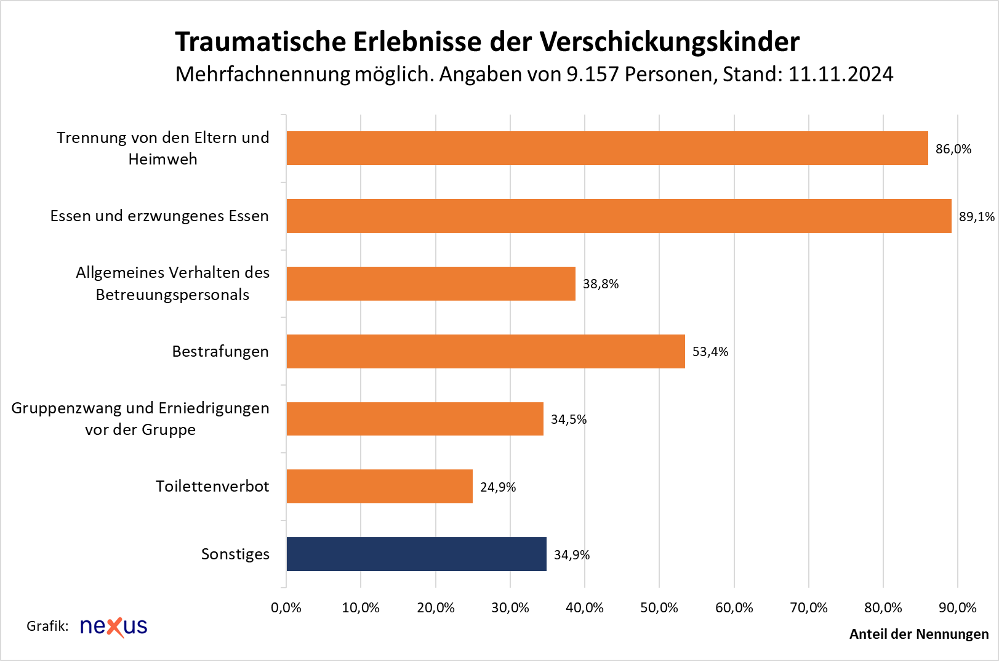 Traumatische Erlebnisse der Verschickungskinder
Mehrfachnennung möglich. Angaben von 9.157 Personen, Stand: 11.11.2024
Trennung von den Eltern und
Heimweh
86,0%
Essen und erzwungenes Essen
89,1%
Allgemeines Verhalten des
Betreuungspersonals
38,8%
Bestrafungen
53,4%
Gruppenzwang und Erniedrigungen
vor der Gruppe
34,5%
Toilettenverbot
24,9%
Sonstiges
34,9%
0,0% 10,0% 20,0% 30,0% 40,0% 50,0% 60,0% 70,0% 80,0% 90,0%
Anteil der Nennungen
Grafik: nexus